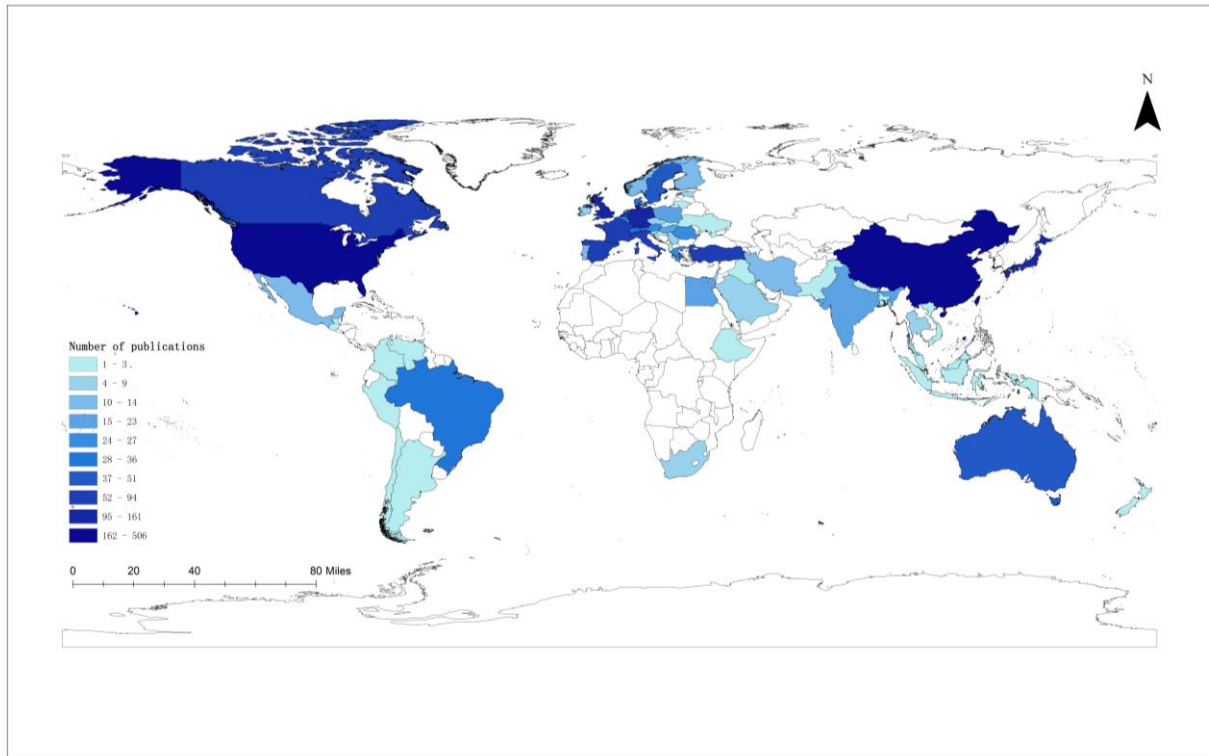 N
Number of publications
1 - 3
4 - 9
10 - 14
15 - 23
24 - 27
28 - 36
37 - 51
52 - 94
95 - 161
162 - 506
0 20 40 80 Miles